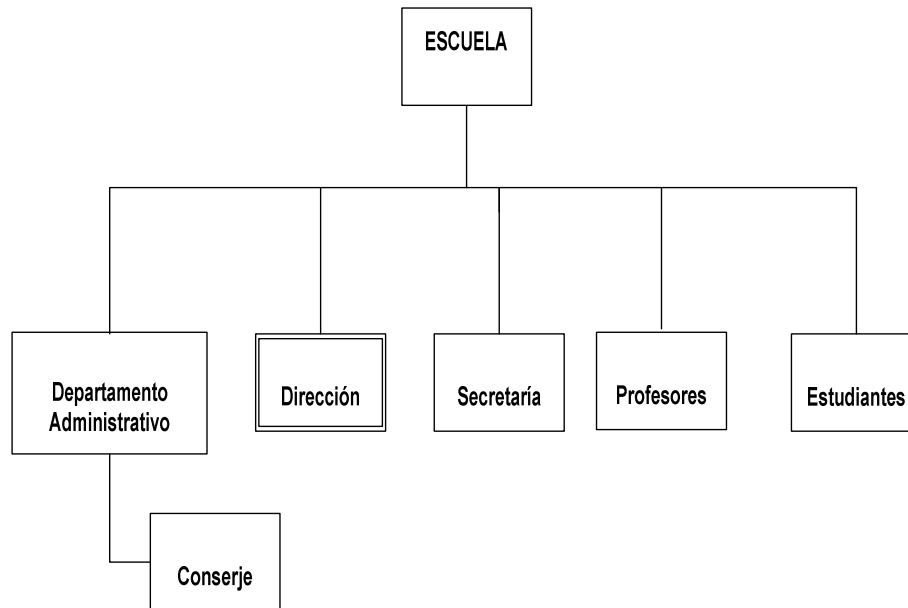 ESCUELA
Departamento
Administrativo
Dirección
Secretaría
Profesores
Estudiantes
Conserje